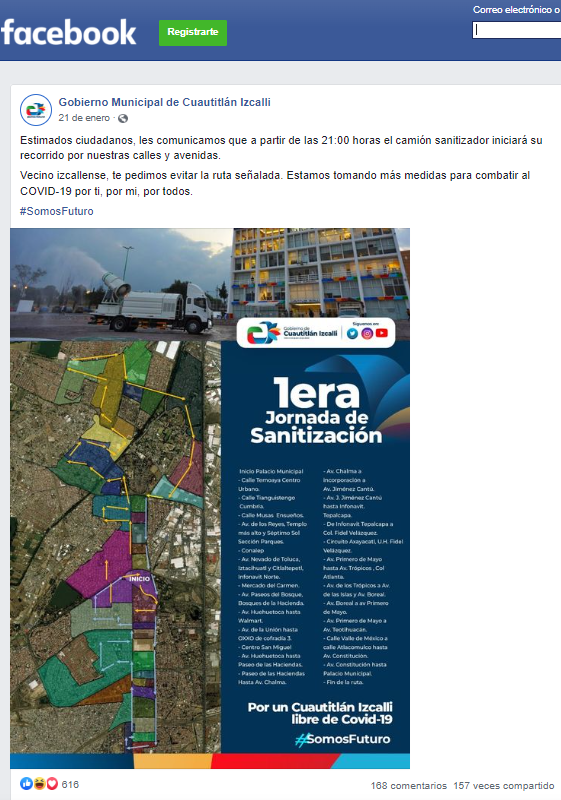 Correo electrónico o
facebook
Registrarte
Gobierno Municipal de Cuautitlán Izcalli
21 de enero ·
Estimados ciudadanos, les comunicamos que a partir de las 21:00 horas el camión sanitizador iniciará su
recorrido por nuestras calles y avenidas.
Vecino izcallense, te pedimos evitar la ruta señalada. Estamos tomando más medidas para combatir al
COVID-19 por ti, por mi, por todos.
#SomosFuturo
Gobierno de
Cuautitlán Izcalli
Síguenos en:
1era
Jornada de
Sanitización
Inicio Palacio Municipal
- Calle Temoaya Centro
Urbano.
- Calle Tianguistenge
Cumbria.
- Calle Musas Ensueños.
- Av. de los Reyes, Templo
más alto y Séptimo Sol
Sección Parques.
- Conalep
- Av. Nevado de Toluca,
Iztacihuatl y Citlaltepetl,
Infonavit Norte.
- Mercado del Carmen.
- Av. Paseos del Bosque,
Bosques de la Hacienda.
- Av. Huehuetoca hasta
Walmart.
- Av. de la Unión hasta
OXXO de cofradía 3.
- Centro San Miguel
- Av. Huehuetoca hasta
Paseo de las Haciendas.
- Paseo de las Haciendas
Hasta Av. Chalma.
- Av. Chalma a
incorporación a
Av. Jiménez Cantú.
- Av. J. Jiménez Cantú
hasta Infonavit.
Tepalcapa.
- De Infonavit Tepalcapa a
Col. Fidel Velázquez.
- Circuito Axayacatl, U.H. Fidel
Velázquez.
- Av. Primero de Mayo
hasta Av. Trópicos , Col
Atlanta.
- Av. de los Trópicos a Av.
de las Islas y Av. Boreal.
- Av. Boreal a av Primero
de Mayo.
- Av. Primero de Mayo a
Av. Teotihuacan.
- Calle Valle de México a
calle Atlacomulco hasta
Av. Constitución.
- Av. Constitución hasta
Palacio Municipal.
- Fin de la ruta.
INICIO
Por un Cuautitlán Izcalli
libre de Covid-19
#SomosFuturo
616
168 comentarios 157 veces compartido